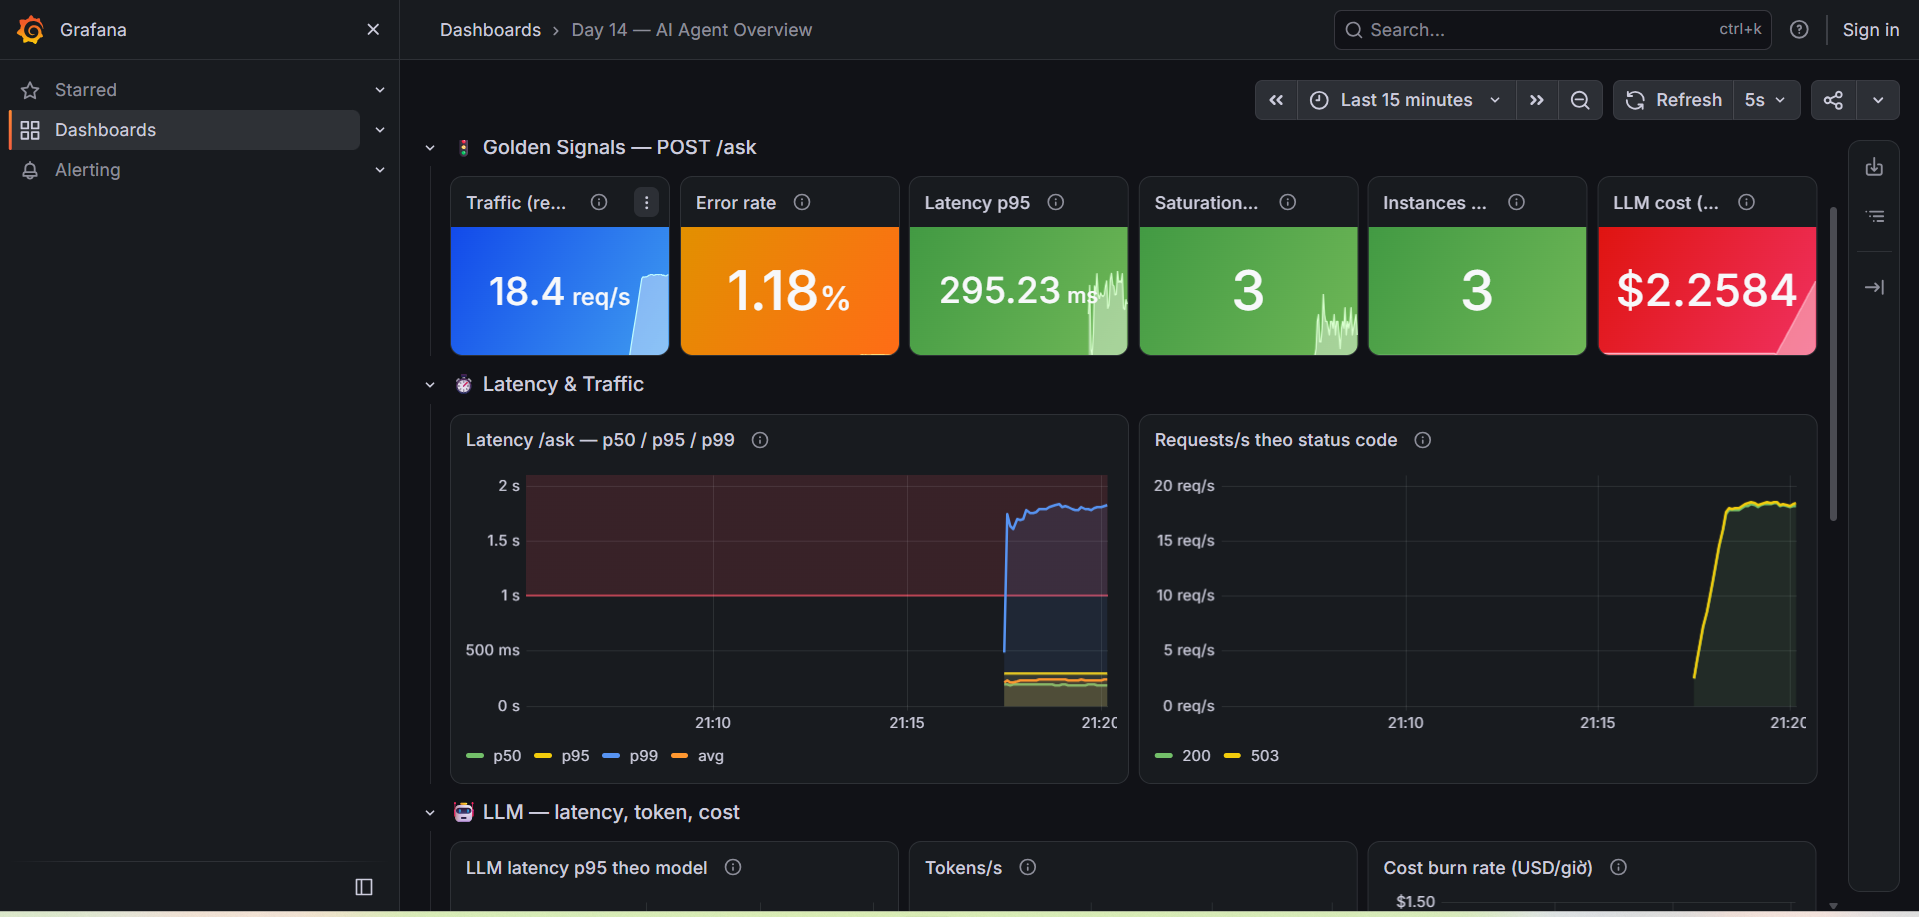 Grafana
Dashboards › Day 14 — AI Agent Overview
Search...
ctrl+k
Sign in
Starred
Dashboards
Alerting
Last 15 minutes
Refresh
5s
Golden Signals — POST /ask
Traffic (re...
Error rate
Latency p95
Saturation...
Instances ...
LLM cost (...
18.4 req/s
1.18%
295.23 ms
3
3
$2.2584
Latency & Traffic
Latency /ask — p50 / p95 / p99
2 s
1.5 s
1 s
500 ms
0 s
21:10
21:15
21:20
p50
p95
p99
avg
Requests/s theo status code
20 req/s
15 req/s
10 req/s
5 req/s
0 req/s
21:10
21:15
21:20
200
503
LLM — latency, token, cost
LLM latency p95 theo model
Tokens/s
Cost burn rate (USD/giờ)
$1.50